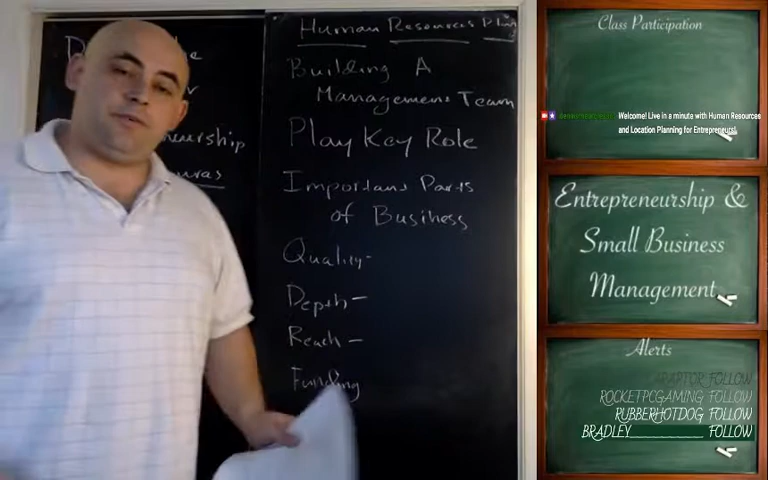 Human Resources Plng
Building A
Management Team
Play Key Role
Important Parts
of Business
Quality-
Depth-
Reach-
Funding
Class Participation
Welcome! Live in a minute with Human Resources
and Location Planning for Entrepreneurs!
Entrepreneurship &
Small Business
Management
Alerts
FOLLOW
ROCKETPCGAMING FOLLOW
RUBBERHOTDOG FOLLOW
BRADLEY FOLLOW